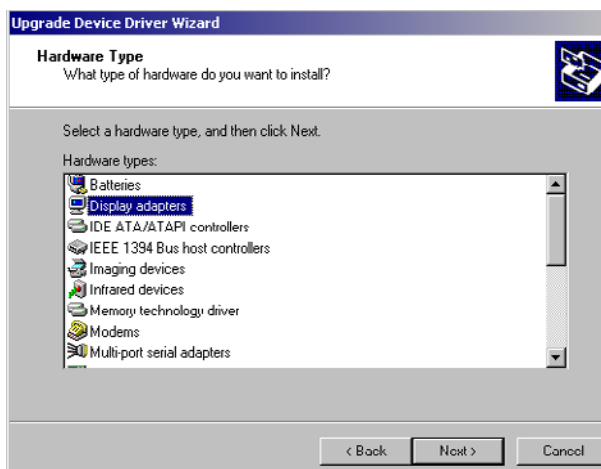 Upgrade Device Driver Wizard
Hardware Type
What type of hardware do you want to install?
Select a hardware type, and then click Next.
Hardware types:
Batteries
Display adapters
IDE ATA/ATAPI controllers
IEEE 1394 Bus host controllers
Imaging devices
Infrared devices
Memory technology driver
Modems
Multi-port serial adapters
< Back Next > Cancel